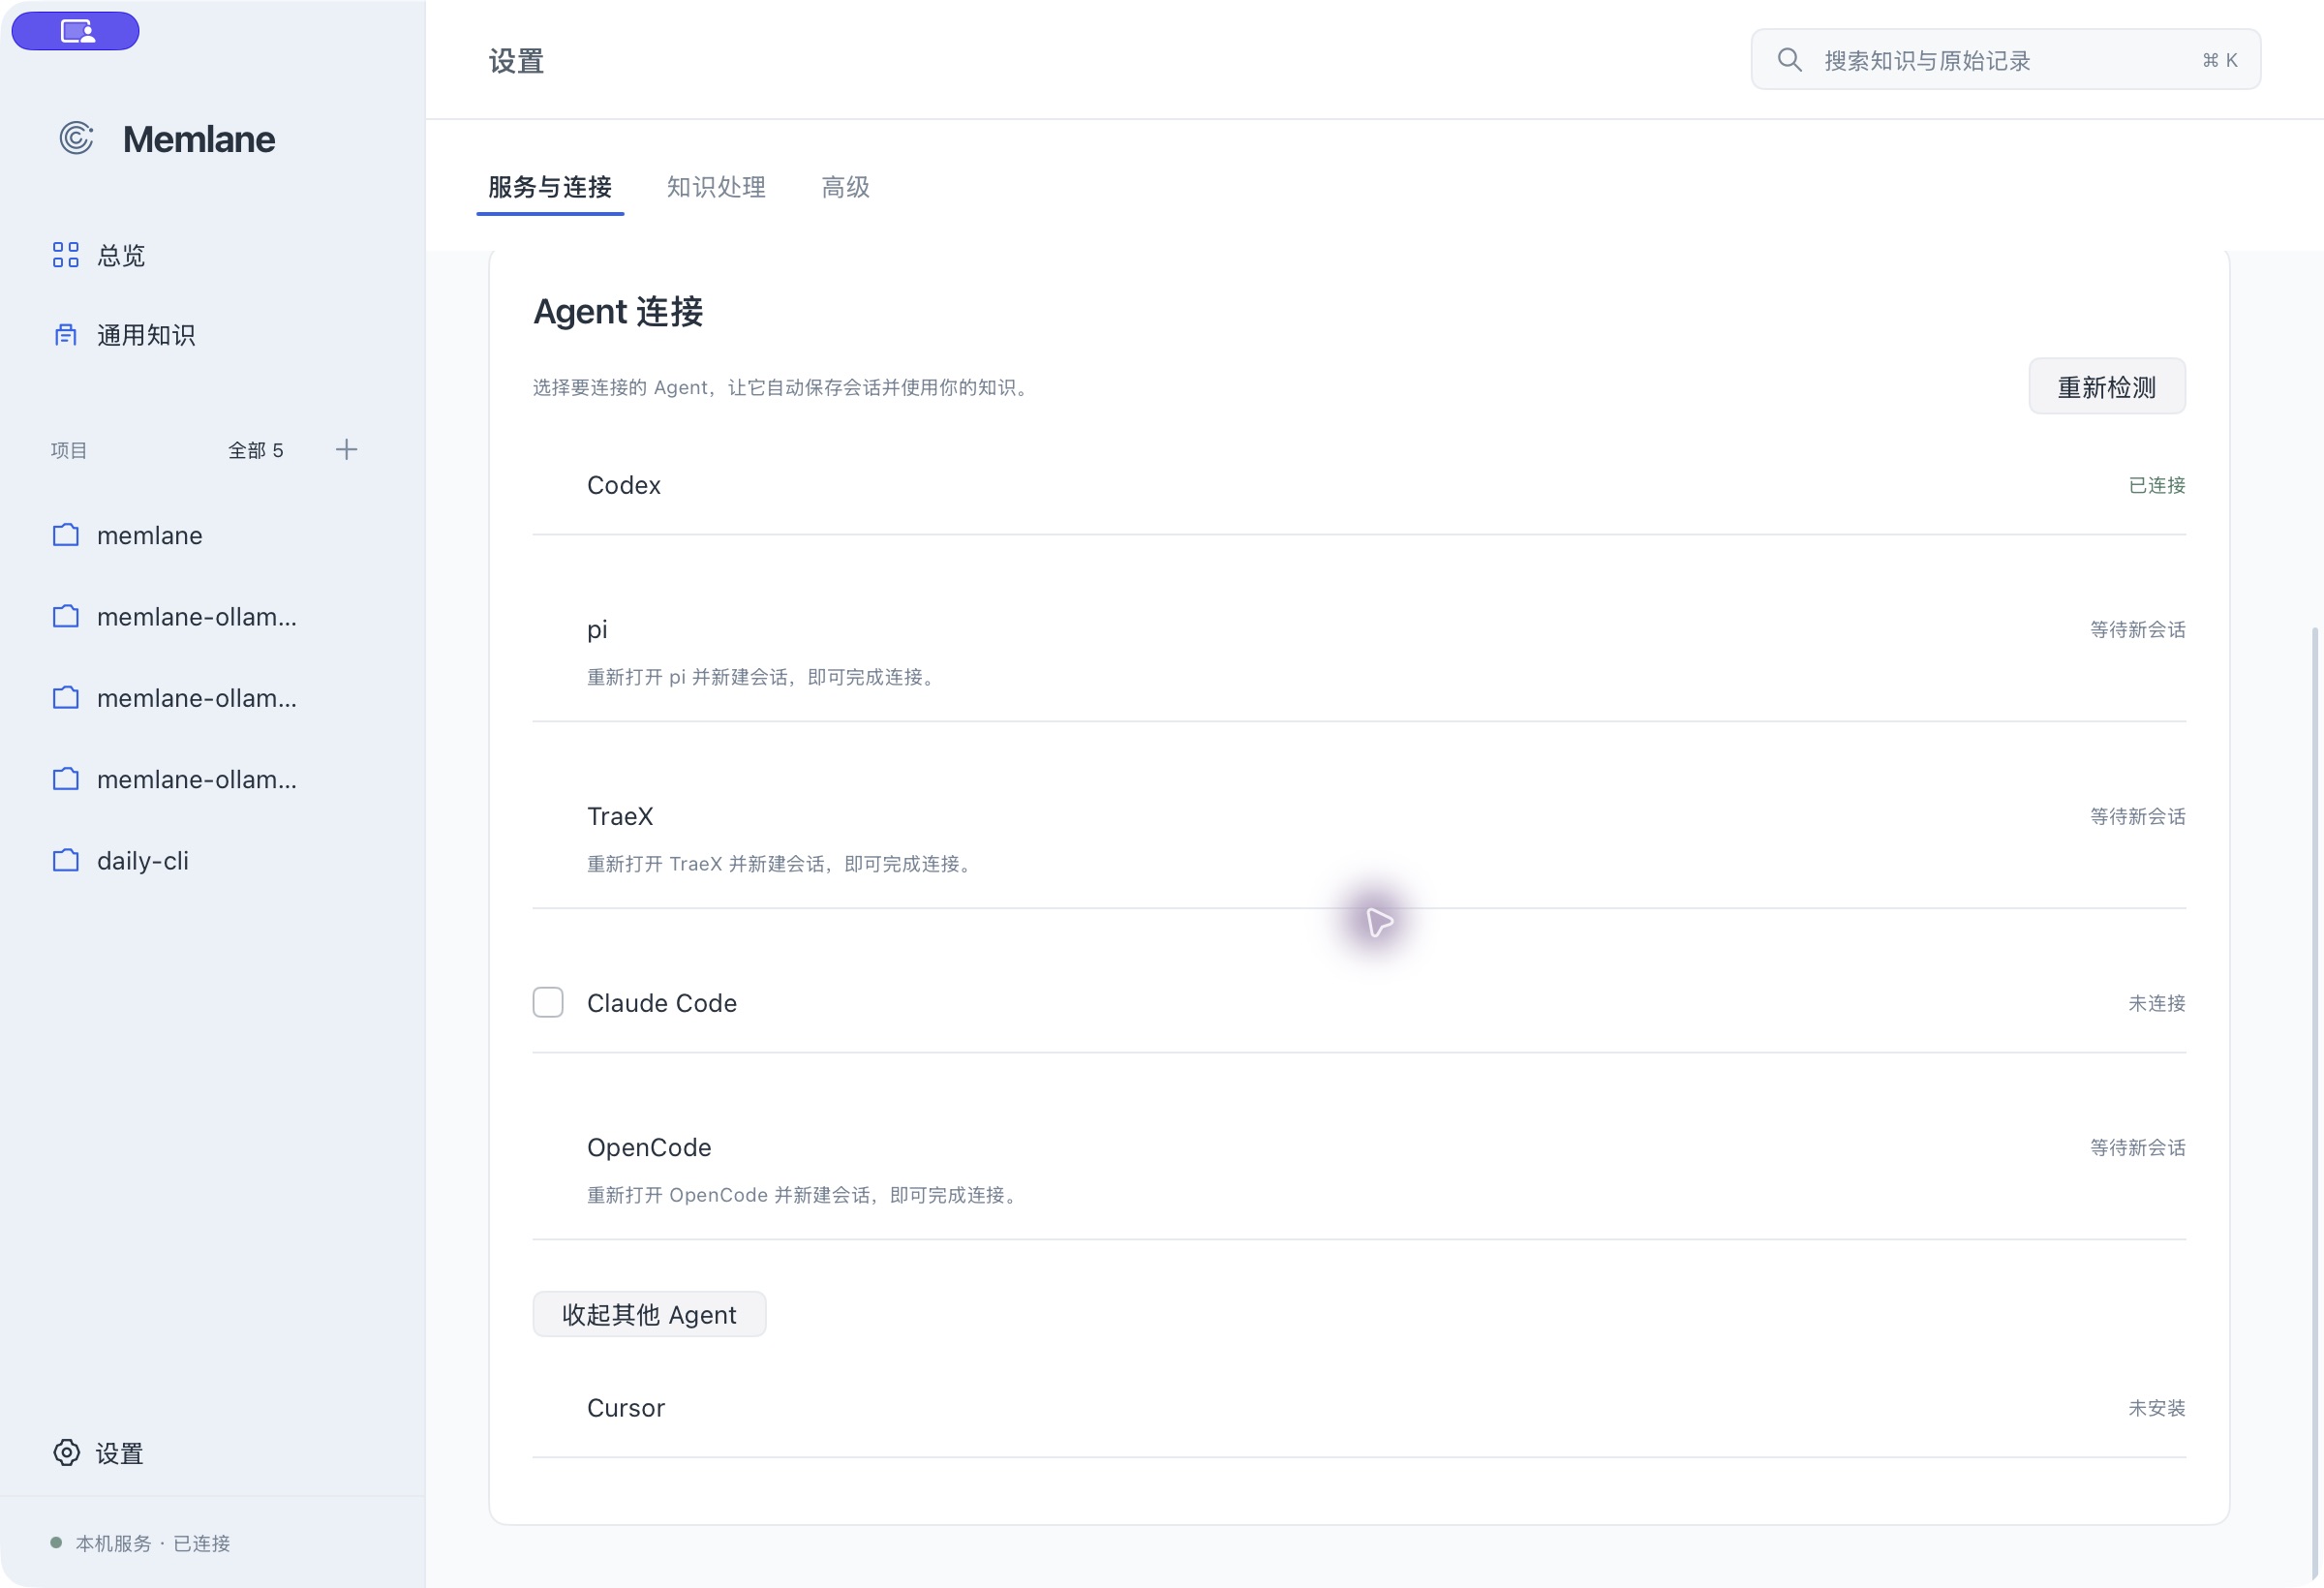 Memlane
总览
通用知识
项目
全部 5
memlane
memlane-ollam...
memlane-ollam...
memlane-ollam...
daily-cli
设置
本机服务 · 已连接
设置
搜索知识与原始记录
⌘ K
服务与连接
知识处理
高级
Agent 连接
选择要连接的 Agent，让它自动保存会话并使用你的知识。
重新检测
Codex
已连接
pi
等待新会话
重新打开 pi 并新建会话，即可完成连接。
TraeX
等待新会话
重新打开 TraeX 并新建会话，即可完成连接。
Claude Code
未连接
OpenCode
等待新会话
重新打开 OpenCode 并新建会话，即可完成连接。
收起其他 Agent
Cursor
未安装